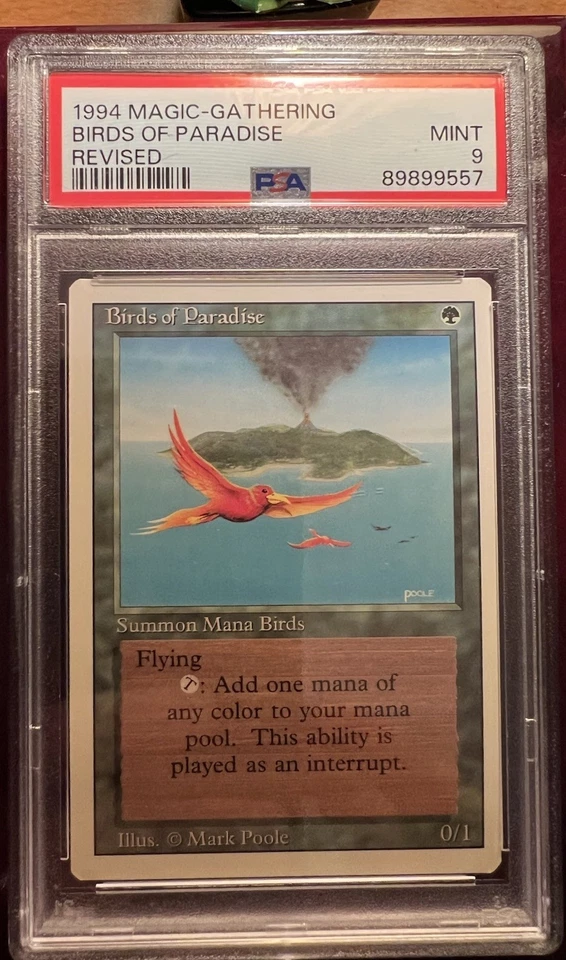 1994 MAGIC-GATHERING
BIRDS OF PARADISE MINT
REVISED 9
PSA 89899557
Birds of Paradise
POOLE
Summon Mana Birds
Flying
T: Add one mana of
any color to your mana
pool. This ability is
played as an interrupt.
Illus. © Mark Poole 0/1